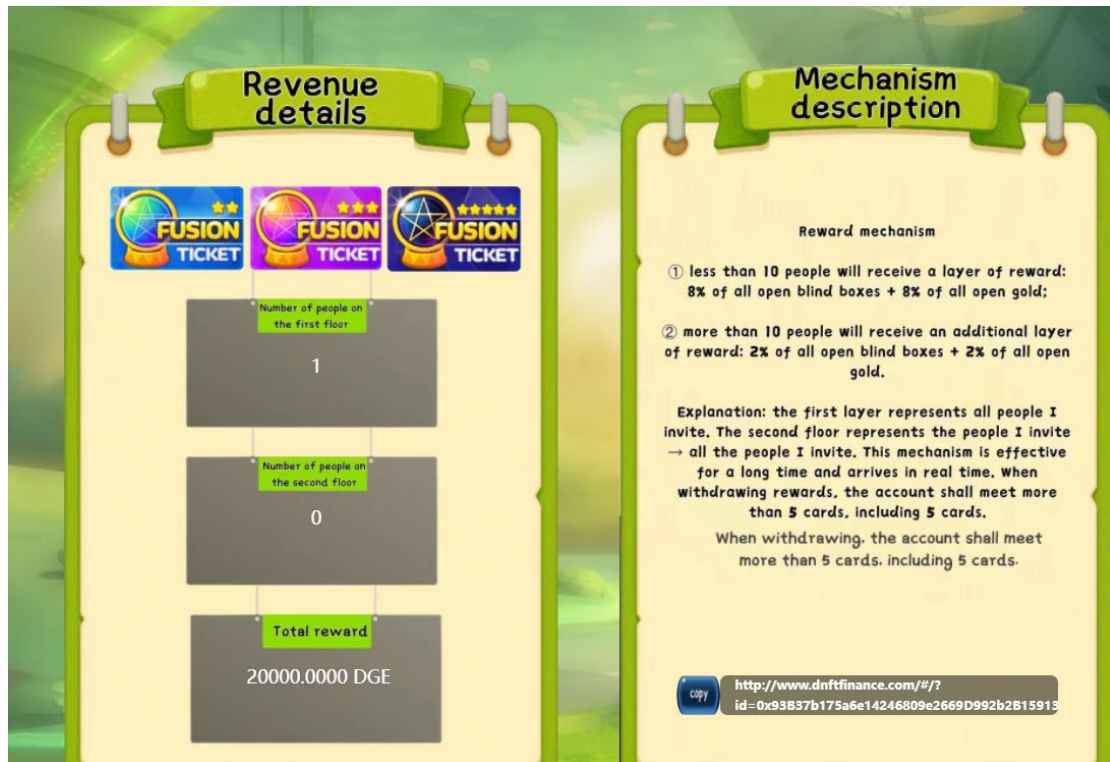 Revenue
details
FUSION
TICKET
FUSION
TICKET
FUSION
TICKET
Number of people on
the first floor
1
Number of people on
the second floor
0
Total reward
20000.0000 DGE
Mechanism
description
Reward mechanism
① less than 10 people will receive a layer of reward:
8% of all open blind boxes + 8% of all open gold;
② more than 10 people will receive an additional layer
of reward: 2% of all open blind boxes + 2% of all open
gold.
Explanation: the first layer represents all people I
invite. The second floor represents the people I invite
→ all the people I invite. This mechanism is effective
for a long time and arrives in real time. When
withdrawing rewards, the account shall meet more
than 5 cards, including 5 cards.
When withdrawing, the account shall meet
more than 5 cards, including 5 cards.
copy
http://www.dnftfinance.com/#/?
id=0x93B37b175a6e14246809e2669D992b2B15913